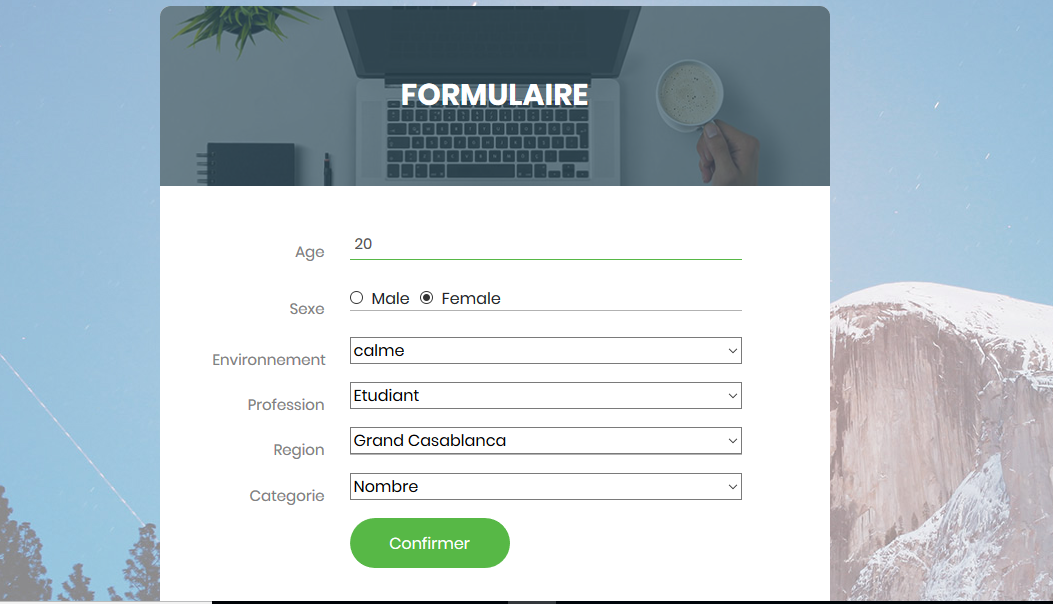 FORMULAIRE
Age 20
Sexe Male Female
Environnement calme
Profession Etudiant
Region Grand Casablanca
Categorie Nombre
Confirmer